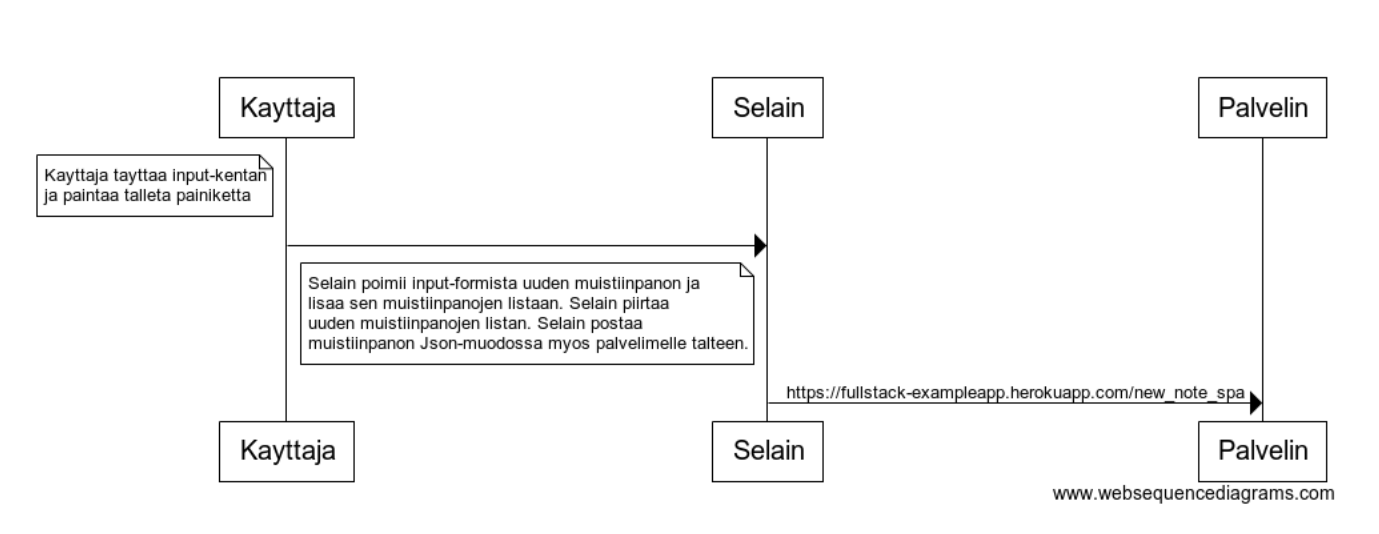 Kayttaja
Selain
Palvelin
Kayttaja tayttaa input-kentan
ja paintaa talleta painiketta
Selain poimii input-formista uuden muistiinpanon ja
lisaa sen muistiinpanojen listaan. Selain piirtaa
uuden muistiinpanojen listan. Selain postaa
muistiinpanon Json-muodossa myos palvelimelle talteen.
https://fullstack-exampleapp.herokuapp.com/new_note_spa
Kayttaja
Selain
Palvelin
www.websequencediagrams.com